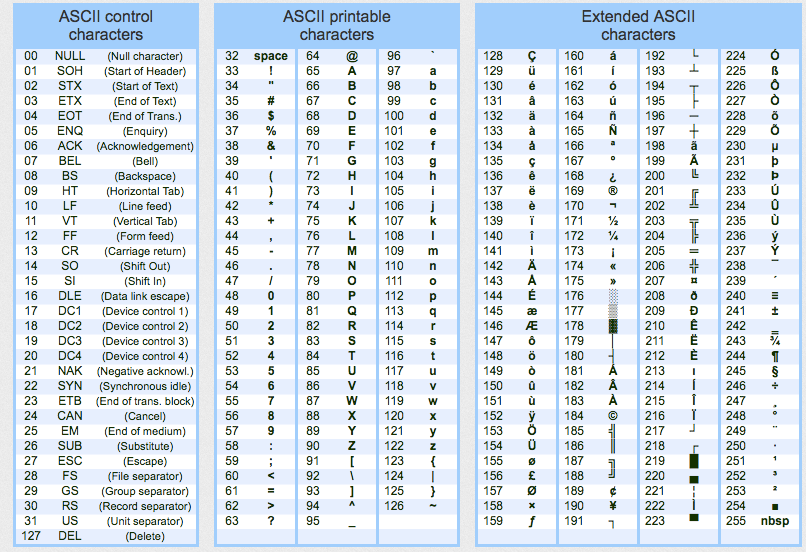 ASCII control
characters
00 NULL (Null character)
01 SOH (Start of Header)
02 STX (Start of Text)
03 ETX (End of Text)
04 EOT (End of Trans.)
05 ENQ (Enquiry)
06 ACK (Acknowledgement)
07 BEL (Bell)
08 BS (Backspace)
09 HT (Horizontal Tab)
10 LF (Line feed)
11 VT (Vertical Tab)
12 FF (Form feed)
13 CR (Carriage return)
14 SO (Shift Out)
15 SI (Shift In)
16 DLE (Data link escape)
17 DC1 (Device control 1)
18 DC2 (Device control 2)
19 DC3 (Device control 3)
20 DC4 (Device control 4)
21 NAK (Negative acknowl.)
22 SYN (Synchronous idle)
23 ETB (End of trans. block)
24 CAN (Cancel)
25 EM (End of medium)
26 SUB (Substitute)
27 ESC (Escape)
28 FS (File separator)
29 GS (Group separator)
30 RS (Record separator)
31 US (Unit separator)
127 DEL (Delete)
ASCII printable
characters
32 space 64 @ 96 `
33 ! 65 A 97 a
34 " 66 B 98 b
35 # 67 C 99 c
36 $ 68 D 100 d
37 % 69 E 101 e
38 & 70 F 102 f
39 ' 71 G 103 g
40 ( 72 H 104 h
41 ) 73 I 105 i
42 * 74 J 106 j
43 + 75 K 107 k
44 , 76 L 108 l
45 - 77 M 109 m
46 . 78 N 110 n
47 / 79 O 111 o
48 0 80 P 112 p
49 1 81 Q 113 q
50 2 82 R 114 r
51 3 83 S 115 s
52 4 84 T 116 t
53 5 85 U 117 u
54 6 86 V 118 v
55 7 87 W 119 w
56 8 88 X 120 x
57 9 89 Y 121 y
58 : 90 Z 122 z
59 ; 91 [ 123 {
60 < 92 \ 124 |
61 = 93 ] 125 }
62 > 94 ^ 126 ~
63 ? 95 _
Extended ASCII
characters
128 Ç 160 á 192 └ 224 Ó
129 ü 161 í 193 ┴ 225 ß
130 é 162 ó 194 ┬ 226 Ô
131 â 163 ú 195 ├ 227 Ò
132 ä 164 ñ 196 ─ 228 õ
133 à 165 Ñ 197 ┼ 229 Õ
134 å 166 ª 198 ã 230 µ
135 ç 167 º 199 Ã 231 þ
136 ê 168 ¿ 200 ╚ 232 Þ
137 ë 169 ® 201 ╔ 233 Ú
138 è 170 ¬ 202 ╩ 234 Û
139 ï 171 ½ 203 ╦ 235 Ù
140 î 172 ¼ 204 ╠ 236 ý
141 ì 173 ¡ 205 ═ 237 Ý
142 Ä 174 « 206 ╬ 238 ¯
143 Å 175 » 207 ¤ 239 ´
144 É 176 ░ 208 ð 240 ≡
145 æ 177 ▒ 209 Ð 241 ±
146 Æ 178 ▓ 210 Ê 242 ‗
147 ô 179 │ 211 Ë 243 ¾
148 ö 180 ┤ 212 È 244 ¶
149 ò 181 Á 213 ı 245 §
150 û 182 Â 214 Í 246 ÷
151 ù 183 À 215 Î 247 ¸
152 ÿ 184 © 216 Ï 248 °
153 Ö 185 ╣ 217 ┘ 249 ¨
154 Ü 186 ║ 218 ┌ 250 ·
155 ø 187 ╗ 219 █ 251 ¹
156 £ 188 ╝ 220 ▄ 252 ³
157 Ø 189 ¢ 221 ¦ 253 ²
158 × 190 ¥ 222 Ì 254 ■
159 ƒ 191 ┐ 223 ▀ 255 nbsp